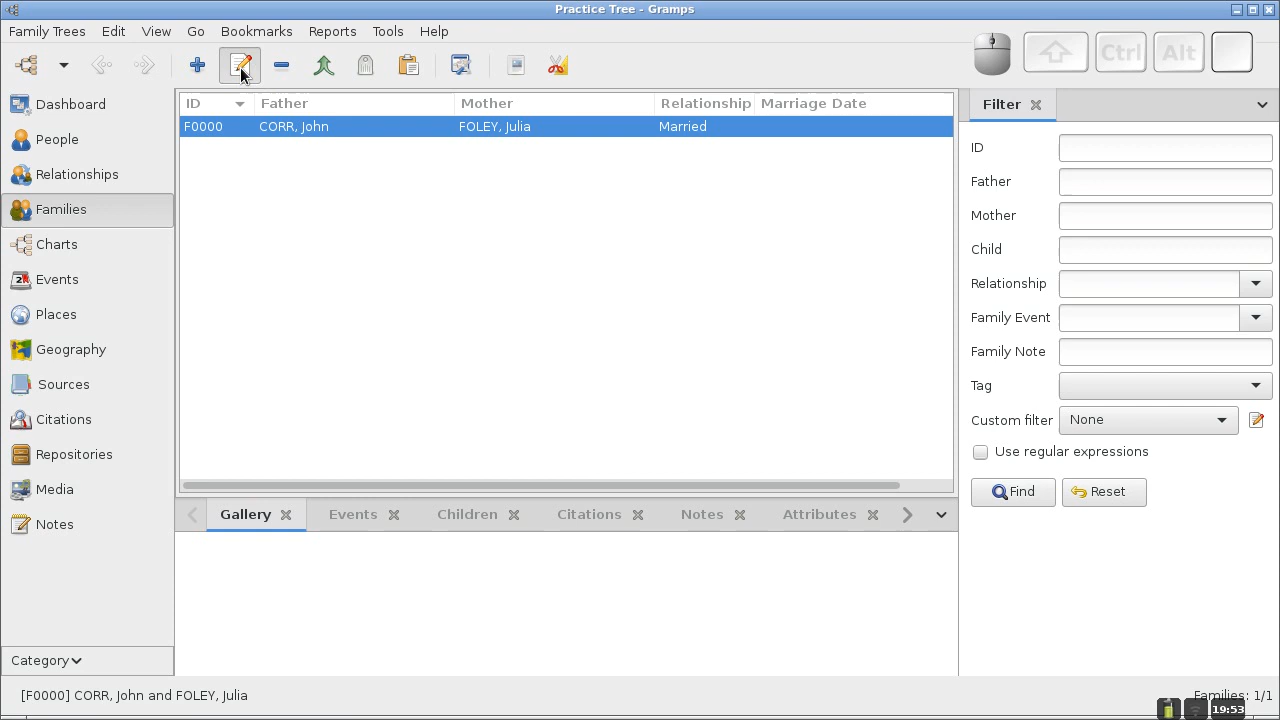 Practice Tree - Gramps
Family Trees Edit View Go Bookmarks Reports Tools Help
Ctrl Alt
Dashboard
People
Relationships
Families
Charts
Events
Places
Geography
Sources
Citations
Repositories
Media
Notes
Category
ID Father Mother Relationship Marriage Date
F0000 CORR, John FOLEY, Julia Married
Gallery Events Children Citations Notes Attributes
Filter
ID
Father
Mother
Child
Relationship
Family Event
Family Note
Tag
Custom filter None
Use regular expressions
Find Reset
[F0000] CORR, John and FOLEY, Julia
Families: 1/1
19:53